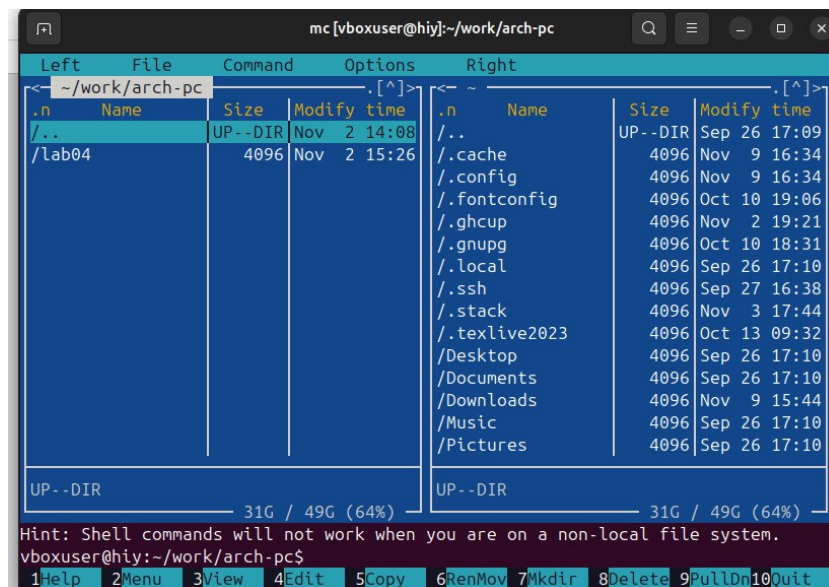 mc [vboxuser@hiy]:~/work/arch-pc
Left File Command Options Right
<─ ~/work/arch-pc ─.[^]>
.n Name Size Modify time
/.. UP--DIR Nov 2 14:08
/lab04 4096 Nov 2 15:26
UP--DIR
31G / 49G (64%)
<─ ~ ─.[^]>
.n Name Size Modify time
/.. UP--DIR Sep 26 17:09
/.cache 4096 Nov 9 16:34
/.config 4096 Nov 9 16:34
/.fontconfig 4096 Oct 10 19:06
/.ghcup 4096 Nov 2 19:21
/.gnupg 4096 Oct 10 18:31
/.local 4096 Sep 26 17:10
/.ssh 4096 Sep 27 16:38
/.stack 4096 Nov 3 17:44
/.texlive2023 4096 Oct 13 09:32
/Desktop 4096 Sep 26 17:10
/Documents 4096 Sep 26 17:10
/Downloads 4096 Nov 9 15:44
/Music 4096 Sep 26 17:10
/Pictures 4096 Sep 26 17:10
UP--DIR
31G / 49G (64%)
Hint: Shell commands will not work when you are on a non-local file system.
vboxuser@hiy:~/work/arch-pc$
1Help 2Menu 3View 4Edit 5Copy 6RenMov 7Mkdir 8Delete 9PullDn 10Quit